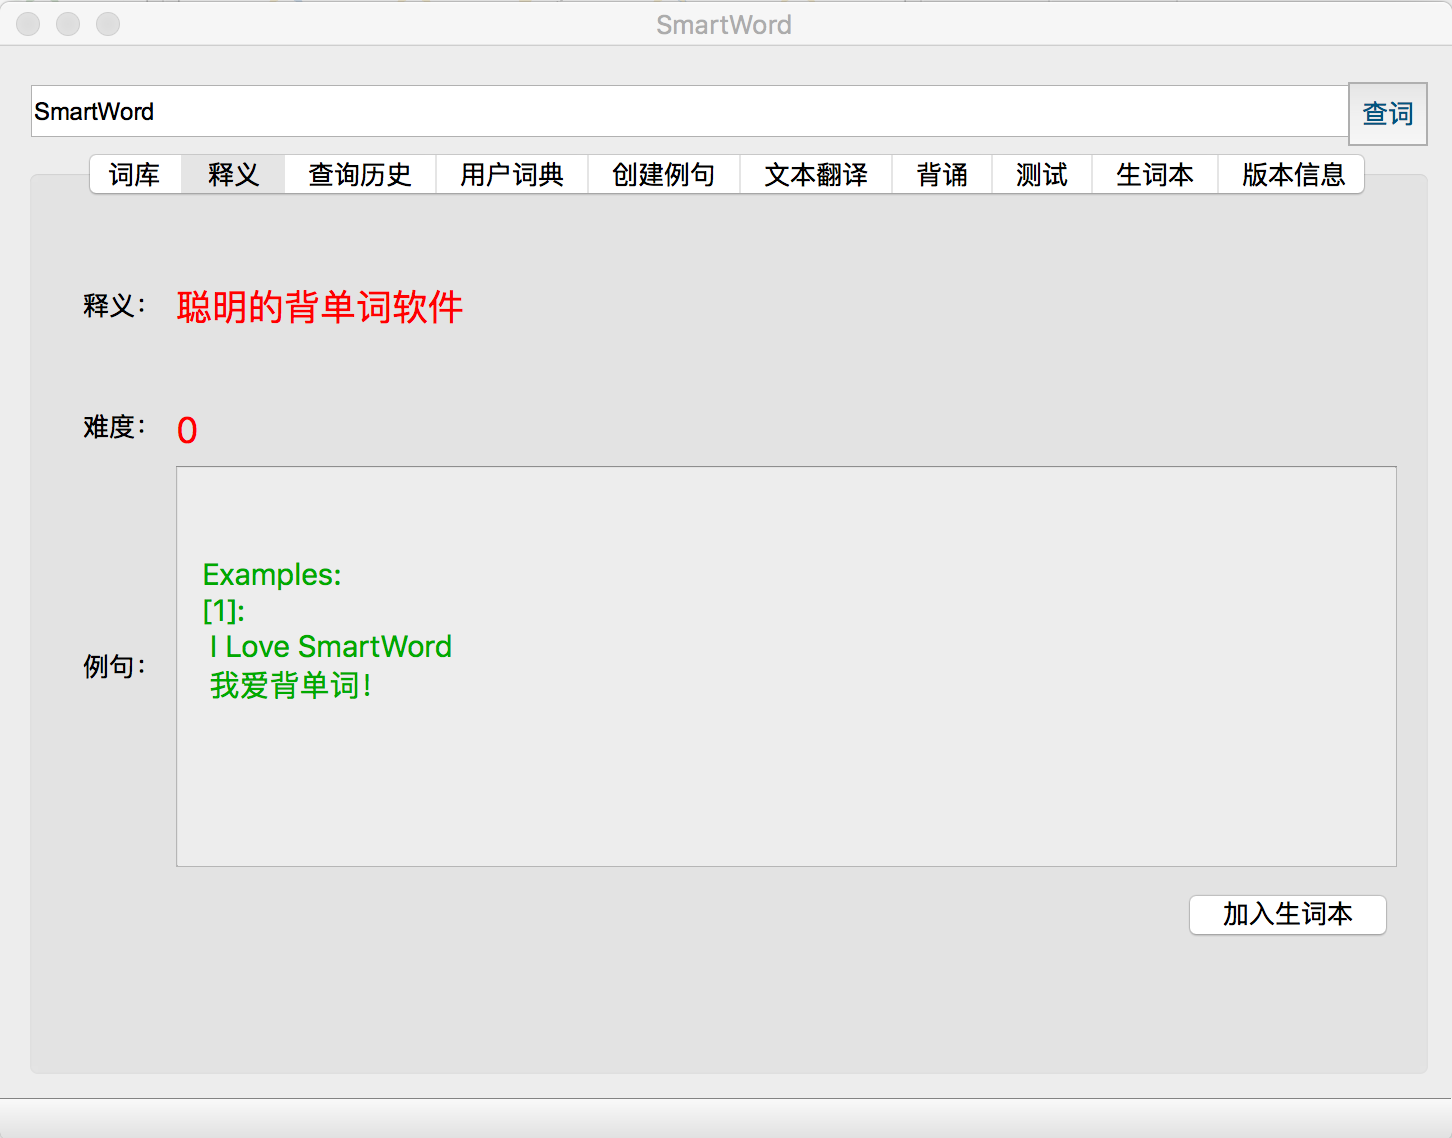 SmartWord
SmartWord 查词
词库 释义 查询历史 用户词典 创建例句 文本翻译 背诵 测试 生词本 版本信息
释义： 聪明的背单词软件
难度： 0
例句：
Examples:
[1]:
I Love SmartWord
我爱背单词！
加入生词本